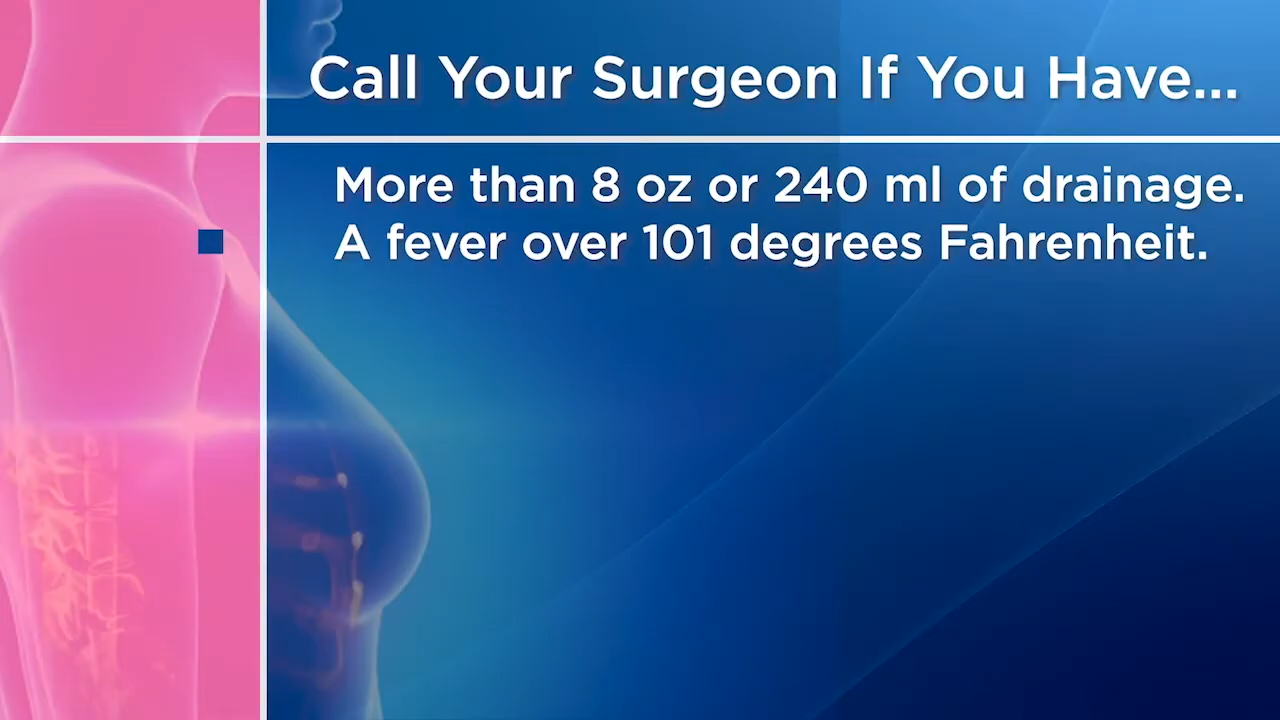 Call Your Surgeon If You Have...
More than 8 oz or 240 ml of drainage.
A fever over 101 degrees Fahrenheit.